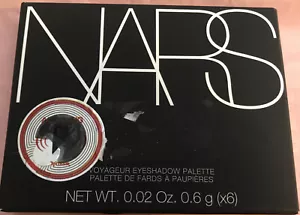 NARS
VOYAGEUR EYESHADOW PALETTE
PALETTE DE FARDS À PAUPIÈRES
NET WT. 0.02 Oz. 0.6 g (x6)